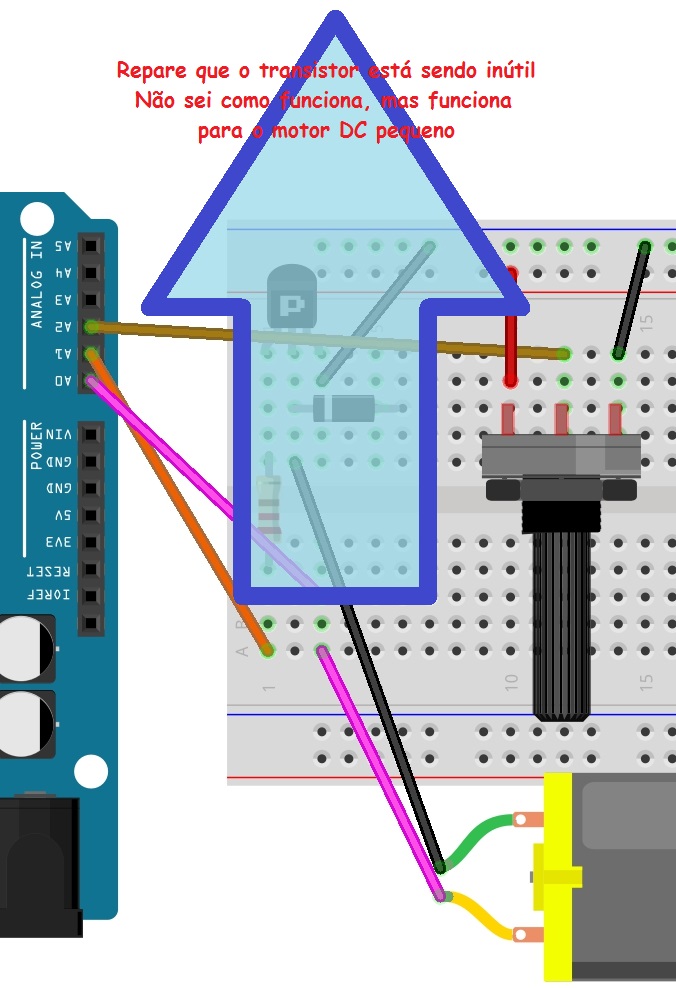 Repare que o transistor está sendo inútil
Não sei como funciona, mas funciona
para o motor DC pequeno
ANALOG IN
A5
A4
A3
A2
A1
A0
POWER
VIN
GND
GND
5V
3V3
RESET
IOREF
P
15
B
A
1
10
15